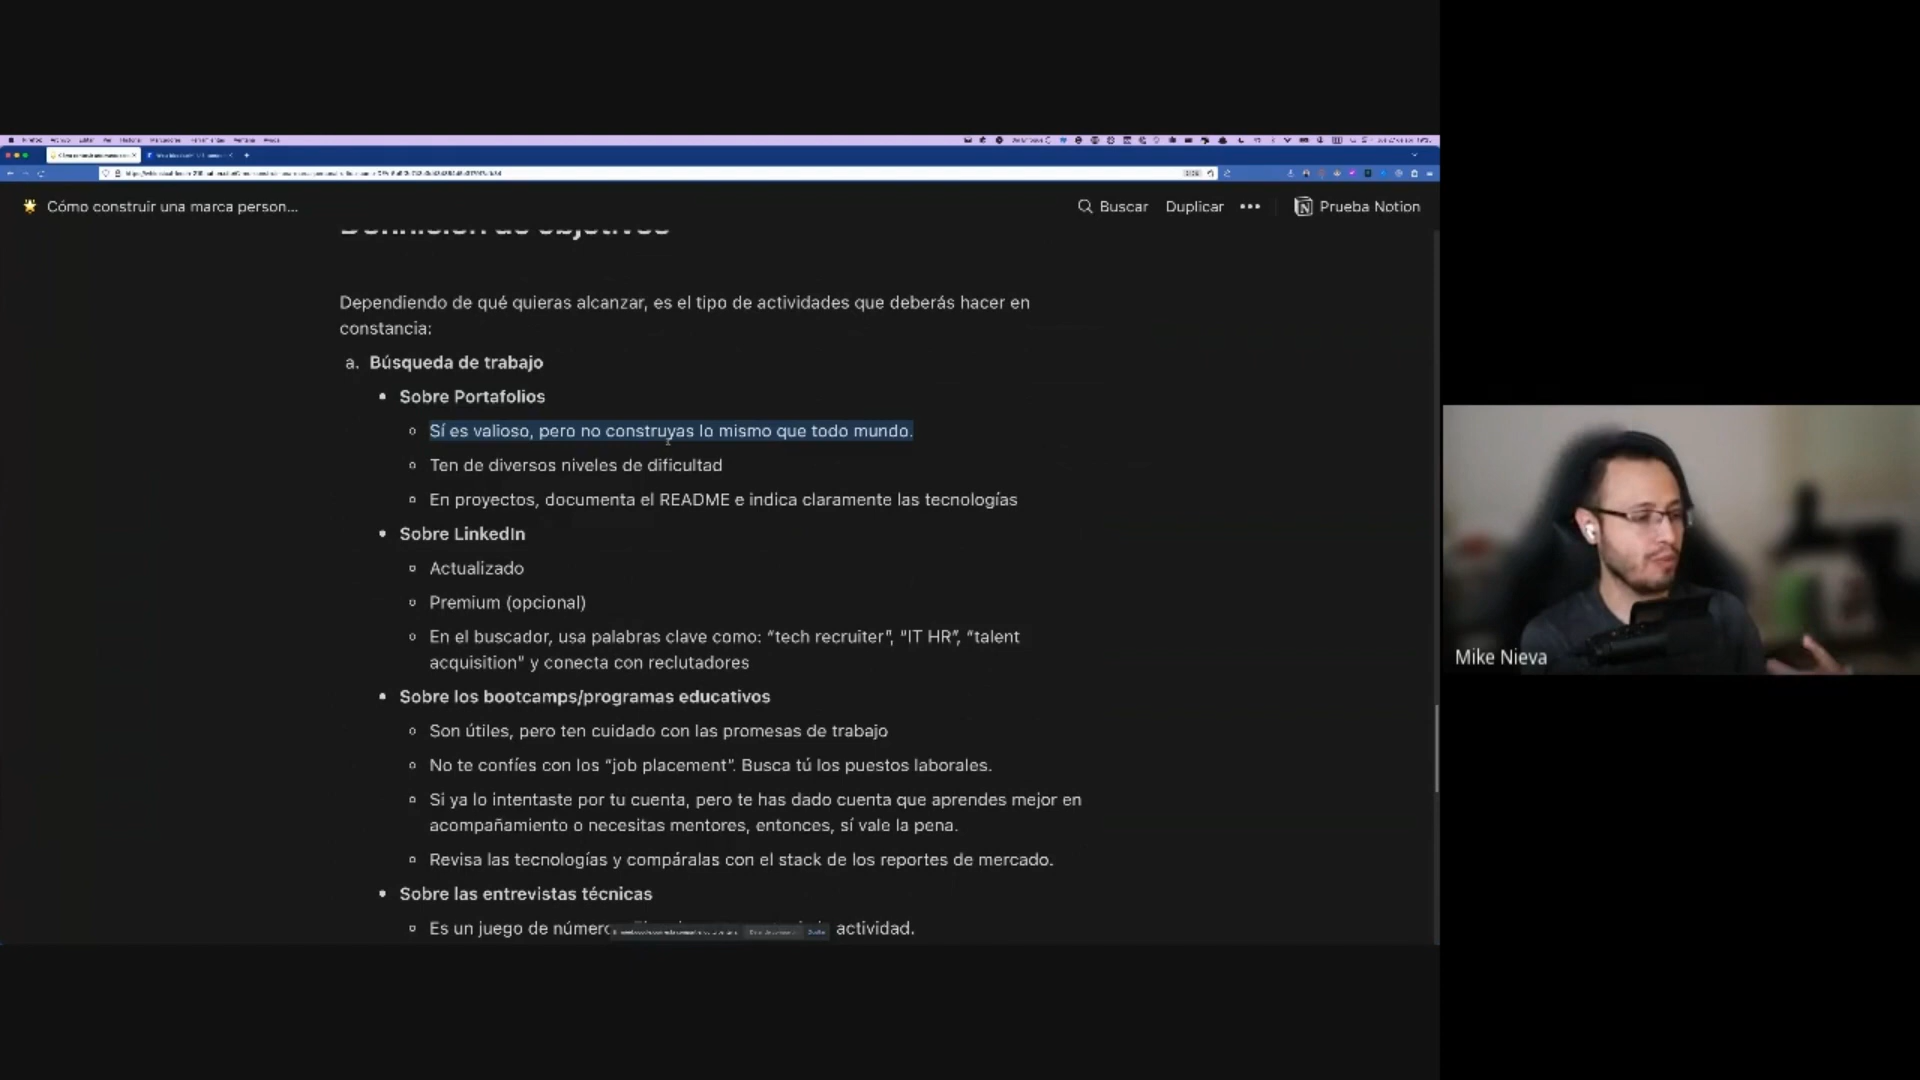 Cómo construir una marca person...
Buscar Duplicar ••• Prueba Notion
Definición de objetivos
Dependiendo de qué quieras alcanzar, es el tipo de actividades que deberás hacer en
constancia:
a. Búsqueda de trabajo
• Sobre Portafolios
Sí es valioso, pero no construyas lo mismo que todo mundo.
Ten de diversos niveles de dificultad
En proyectos, documenta el README e indica claramente las tecnologías
• Sobre LinkedIn
Actualizado
Premium (opcional)
En el buscador, usa palabras clave como: “tech recruiter”, “IT HR”, “talent
acquisition” y conecta con reclutadores
• Sobre los bootcamps/programas educativos
Son útiles, pero ten cuidado con las promesas de trabajo
No te confíes con los “job placement”. Busca tú los puestos laborales.
Si ya lo intentaste por tu cuenta, pero te has dado cuenta que aprendes mejor en
acompañamiento o necesitas mentores, entonces, sí vale la pena.
Revisa las tecnologías y compáralas con el stack de los reportes de mercado.
• Sobre las entrevistas técnicas
Es un juego de número actividad.
Mike Nieva